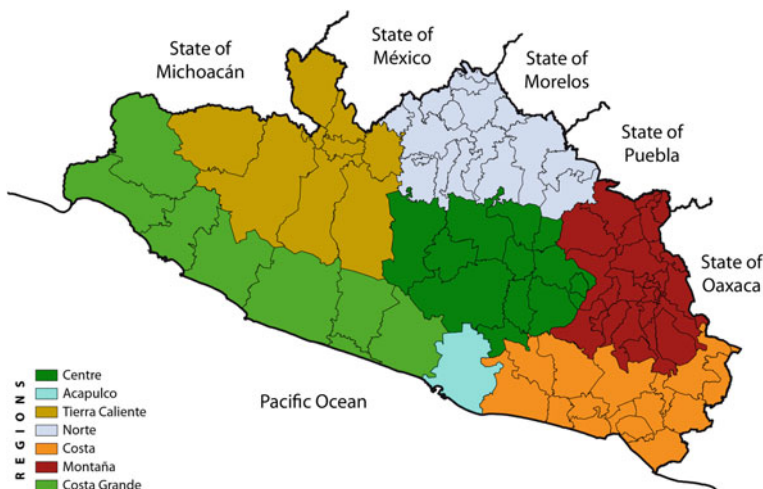 State of
Michoacán
State of
México
State of
Morelos
State of
Puebla
State of
Oaxaca
Pacific Ocean
REGIONS
Centre
Acapulco
Tierra Caliente
Norte
Costa
Montaña
Costa Grande